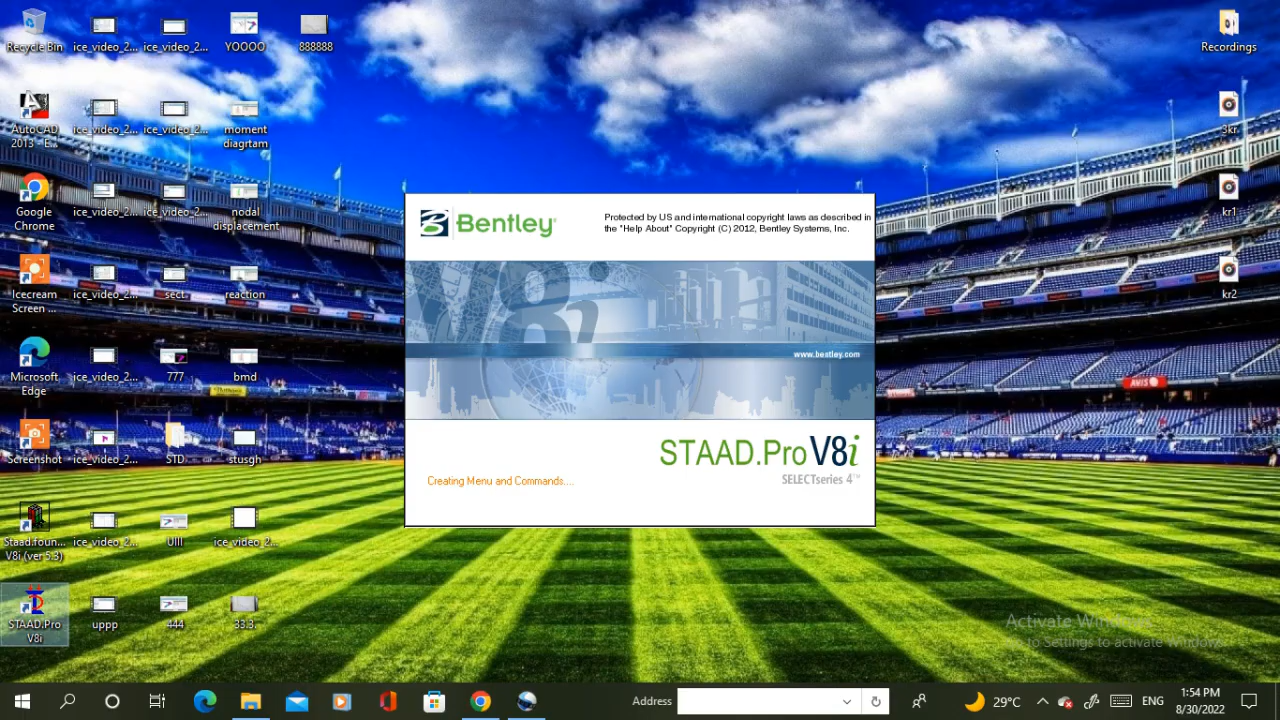 Recycle Bin
ice_video_2...
ice_video_2...
YOOOO
888888
Recordings
AutoCAD
2013 - E...
ice_video_2...
ice_video_2...
moment
diagrtam
3kr
Google
Chrome
ice_video_2...
ice_video_2...
nodal
displacement
kr1
Icecream
Screen ...
ice_video_2...
sect.
reaction
kr2
Microsoft
Edge
ice_video_2...
777
bmd
Screenshot
ice_video_2...
STD
stusgh
Staad.foun...
V8i (ver 5.3)
ice_video_2...
UIII
ice_video_2...
STAAD.Pro
V8i
uppp
444
33.3.
Bentley
Protected by US and international copyright laws as described in
the "Help About" Copyright (C) 2012, Bentley Systems, Inc.
V8i
www.bentley.com
AVIS
STAAD.Pro V8i
SELECTseries 4™
Creating Menu and Commands....
Activate Windows
Go to Settings to activate Windows.
Address
29°C
ENG
1:54 PM
8/30/2022